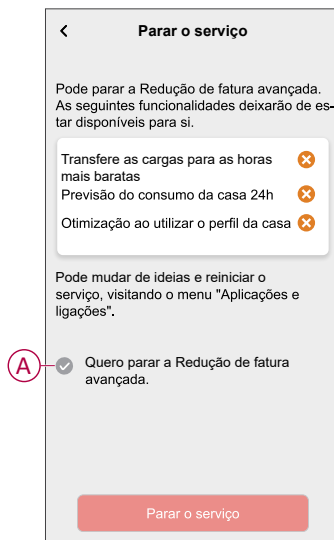 Parar o serviço
Pode parar a Redução de fatura avançada.
As seguintes funcionalidades deixarão de es-
tar disponíveis para si.
Transfere as cargas para as horas
mais baratas
Previsão do consumo da casa 24h
Otimização ao utilizar o perfil da casa
Pode mudar de ideias e reiniciar o
serviço, visitando o menu "Aplicações e
ligações".
A
Quero parar a Redução de fatura
avançada.
Parar o serviço